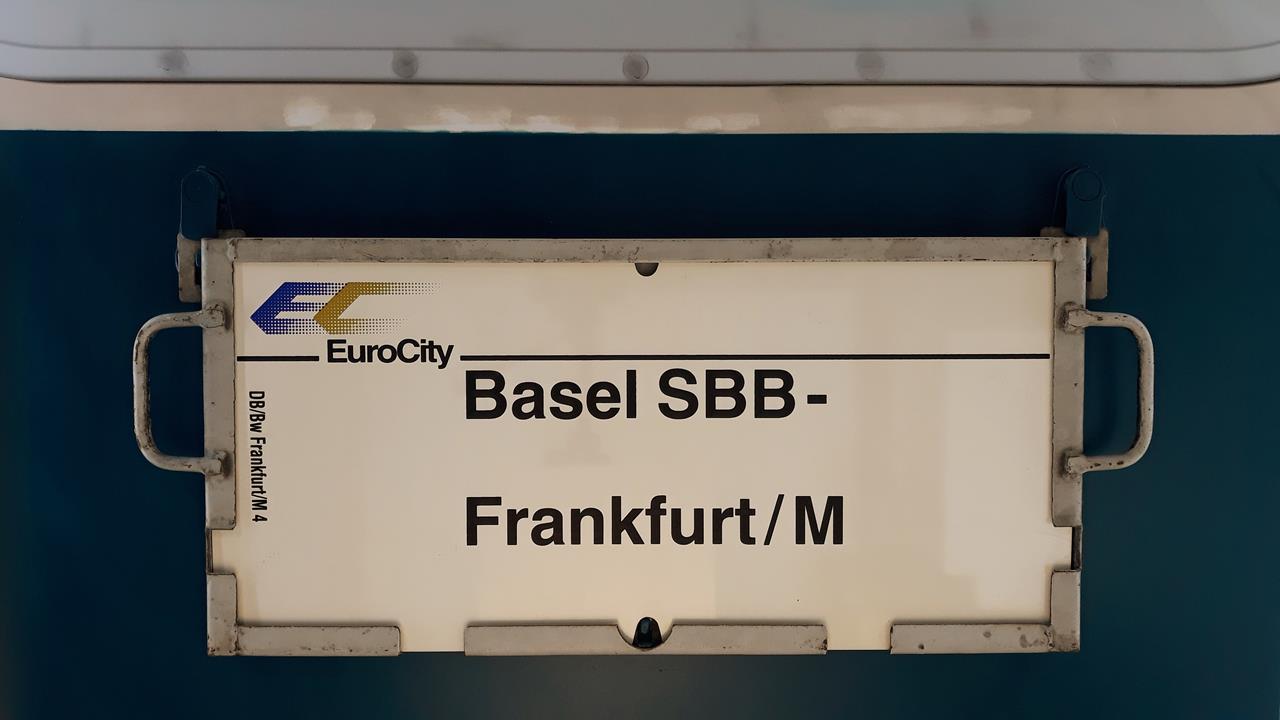 EC
EuroCity
Basel SBB -
Frankfurt/M
DB/Bw Frankfurt/M 4